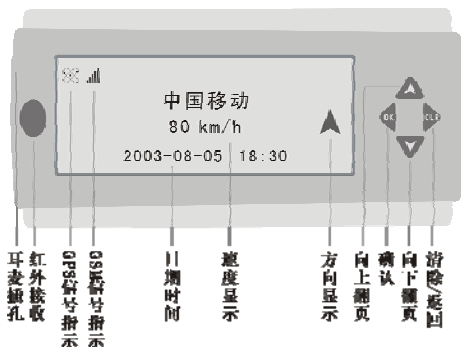 中国移动
80 km/h
2003-08-05 18:30
OK
CLR
耳麦插孔
红外接收
GPS信号指示
GSM信号指示
日期时间
速度显示
方向显示
向上翻页
确认
向下翻页
清除/返回